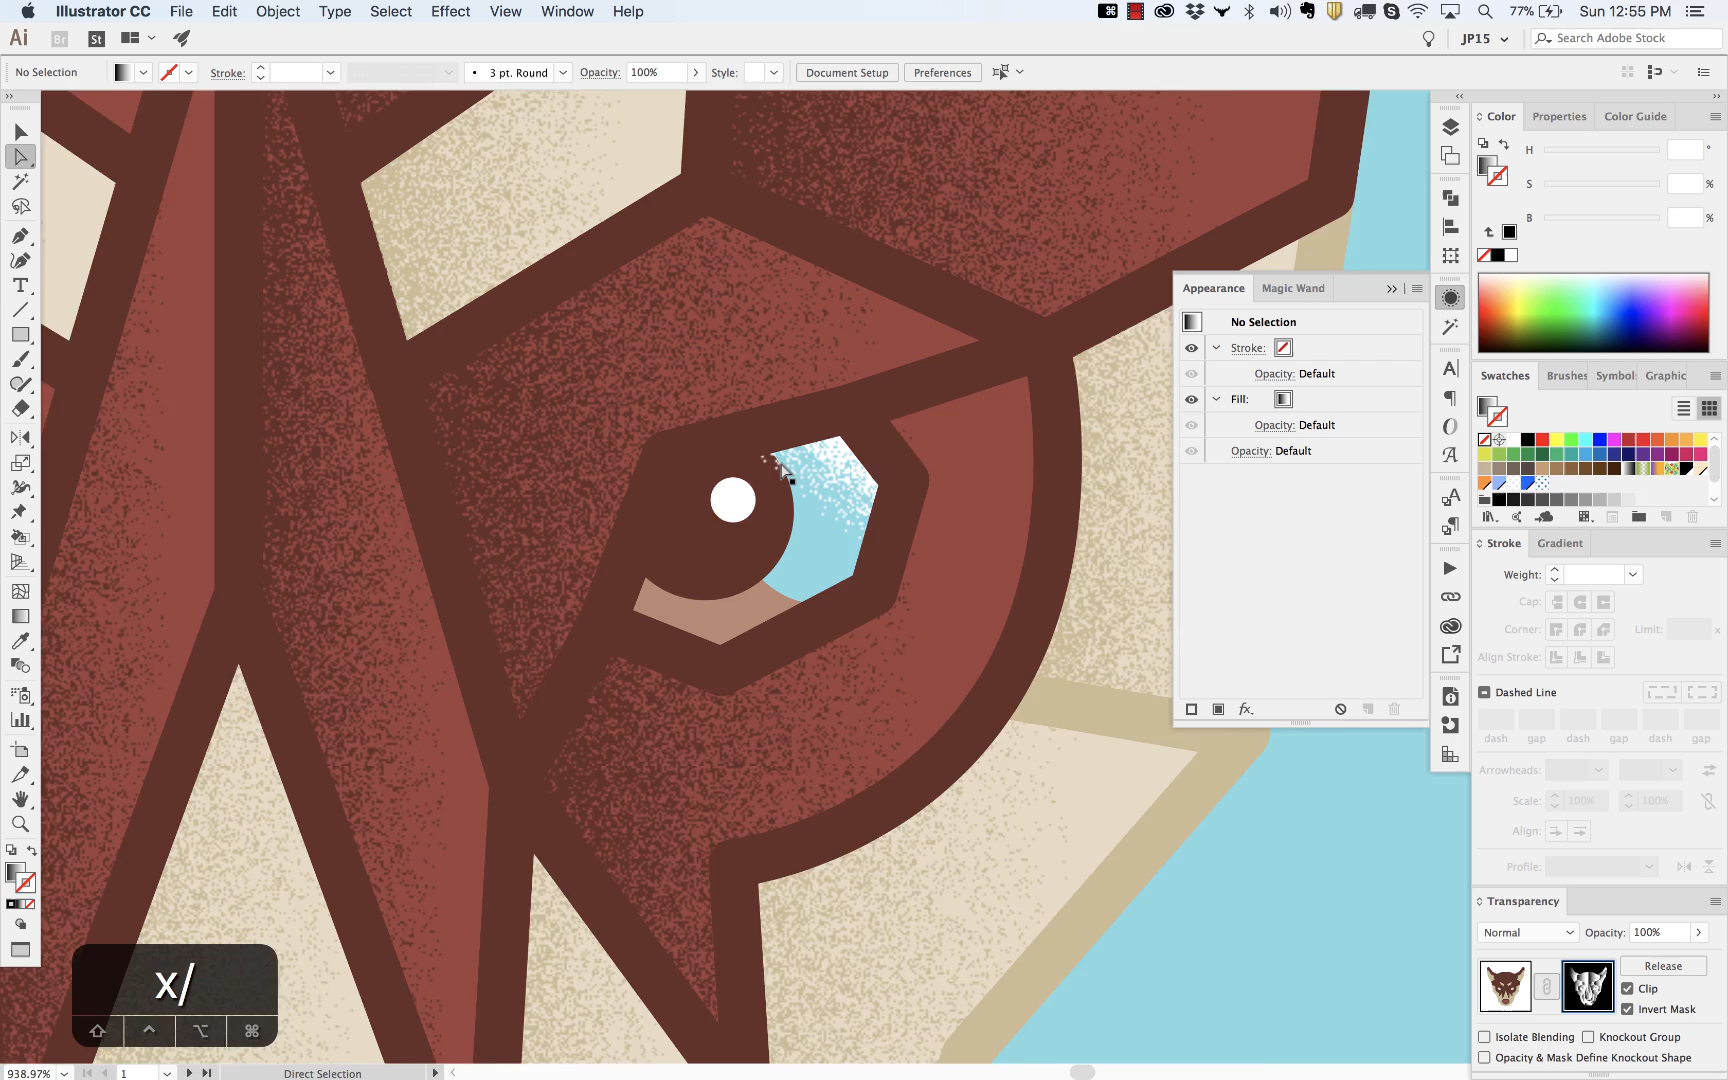 Illustrator CC File Edit Object Type Select Effect View Window Help 77% Sun 12:55 PM
Ai Br St JP15 Search Adobe Stock
No Selection Stroke: 3 pt. Round Opacity: 100% Style: Document Setup Preferences
Color Properties Color Guide
H °
S %
B %
Appearance Magic Wand
No Selection
Stroke:
Opacity: Default
Fill:
Opacity: Default
Opacity: Default
fx.
Swatches Brushes Symbol Graphic
Stroke Gradient
Weight:
Cap:
Corner: Limit: x
Align Stroke:
Dashed Line
dash gap dash gap dash gap
Arrowheads:
Scale: 100% 100%
Align:
Profile:
Transparency
Normal Opacity: 100%
Release
Clip
Invert Mask
Isolate Blending Knockout Group
Opacity & Mask Define Knockout Shape
x/
938.97% 1 Direct Selection